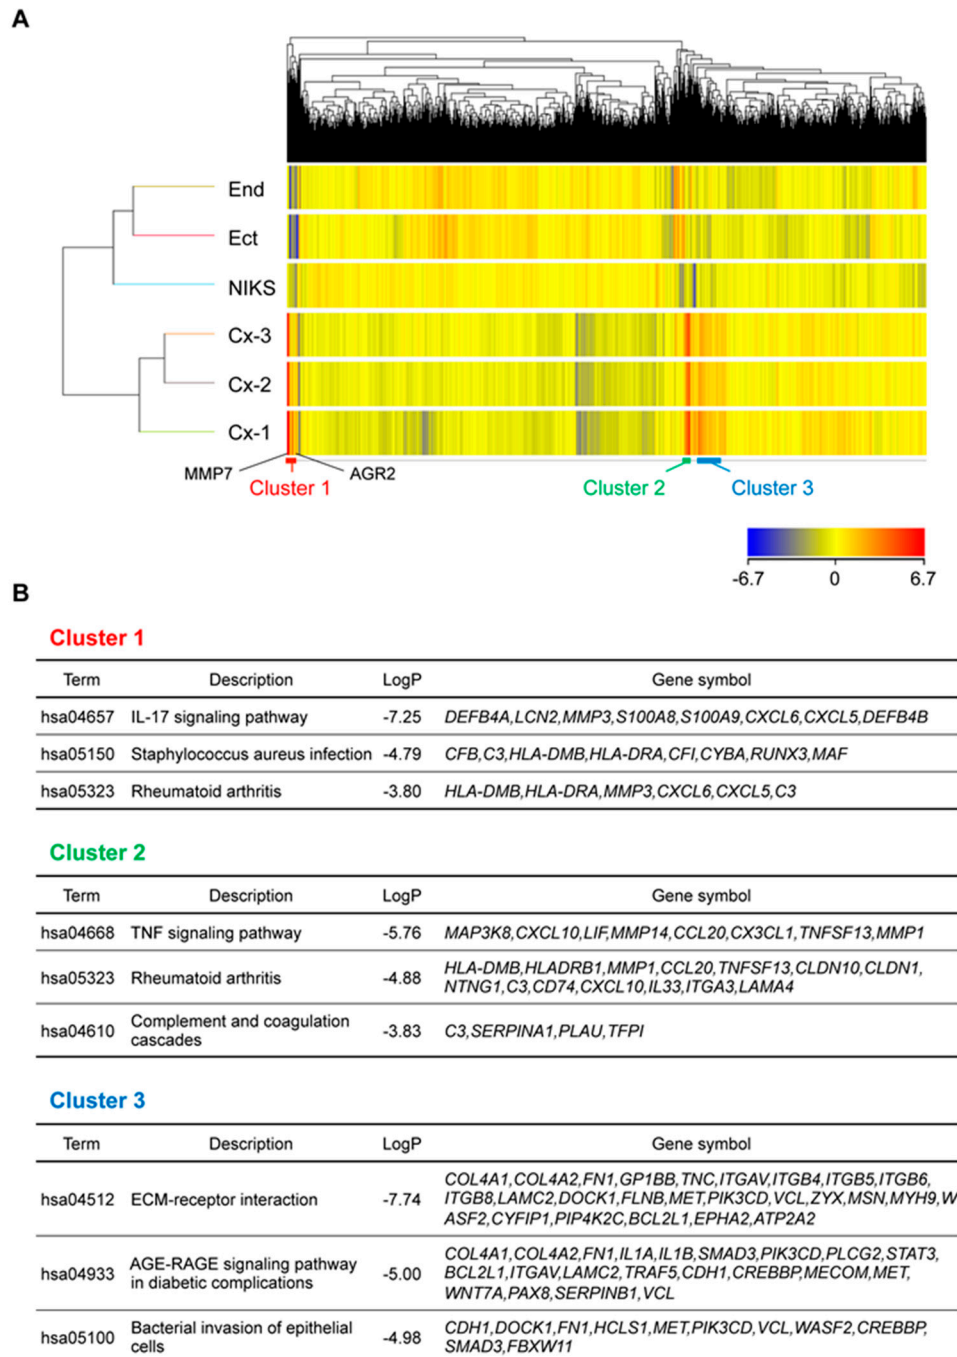 A
End
Ect
NIKS
Cx-3
Cx-2
Cx-1
MMP7
AGR2
Cluster 1
Cluster 2
Cluster 3
-6.7 0 6.7
B
Cluster 1
Term Description LogP Gene symbol
hsa04657 IL-17 signaling pathway -7.25 DEFB4A,LCN2,MMP3,S100A8,S100A9,CXCL6,CXCL5,DEFB4B
hsa05150 Staphylococcus aureus infection -4.79 CFB,C3,HLA-DMB,HLA-DRA,CFI,CYBA,RUNX3,MAF
hsa05323 Rheumatoid arthritis -3.80 HLA-DMB,HLA-DRA,MMP3,CXCL6,CXCL5,C3
Cluster 2
Term Description LogP Gene symbol
hsa04668 TNF signaling pathway -5.76 MAP3K8,CXCL10,LIF,MMP14,CCL20,CX3CL1,TNFSF13,MMP1
hsa05323 Rheumatoid arthritis -4.88 HLA-DMB,HLADRB1,MMP1,CCL20,TNFSF13,CLDN10,CLDN1,
NTNG1,C3,CD74,CXCL10,IL33,ITGA3,LAMA4
hsa04610 Complement and coagulation
cascades -3.83 C3,SERPINA1,PLAU,TFPI
Cluster 3
Term Description LogP Gene symbol
hsa04512 ECM-receptor interaction -7.74 COL4A1,COL4A2,FN1,GP1BB,TNC,ITGAV,ITGB4,ITGB5,ITGB6,
ITGB8,LAMC2,DOCK1,FLNB,MET,PIK3CD,VCL,ZYX,MSN,MYH9,W
ASF2,CYFIP1,PIP4K2C,BCL2L1,EPHA2,ATP2A2
hsa04933 AGE-RAGE signaling pathway
in diabetic complications -5.00 COL4A1,COL4A2,FN1,IL1A,IL1B,SMAD3,PIK3CD,PLCG2,STAT3,
BCL2L1,ITGAV,LAMC2,TRAF5,CDH1,CREBBP,MECOM,MET,
WNT7A,PAX8,SERPINB1,VCL
hsa05100 Bacterial invasion of epithelial
cells -4.98 CDH1,DOCK1,FN1,HCLS1,MET,PIK3CD,VCL,WASF2,CREBBP,
SMAD3,FBXW11